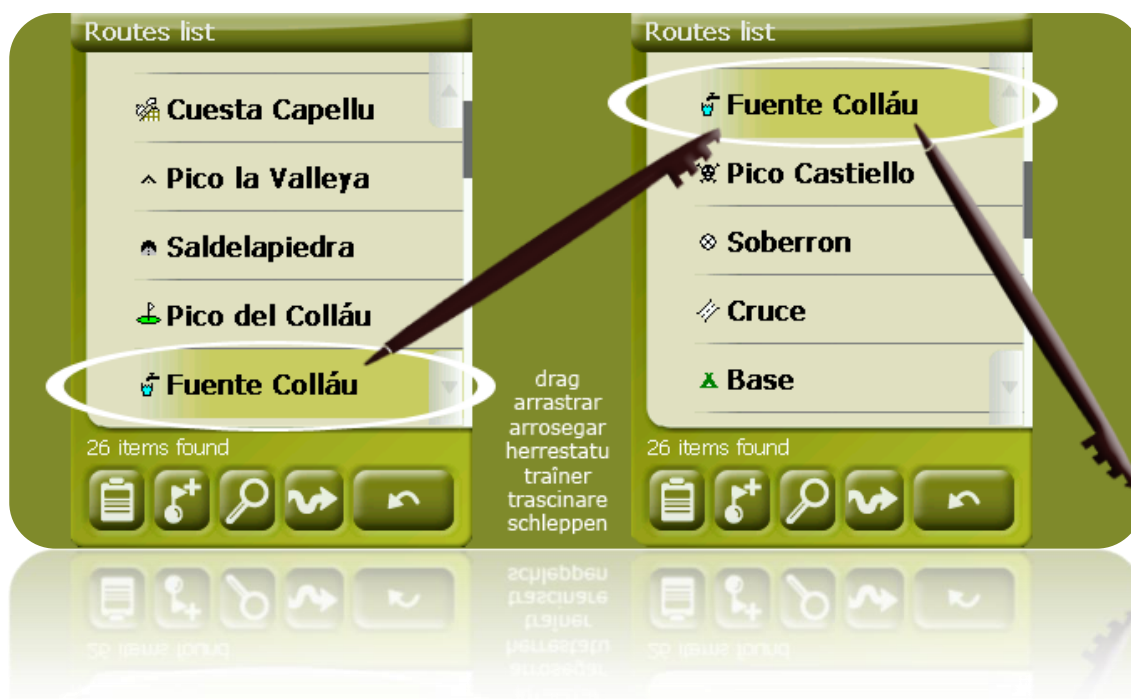 Routes list
Cuesta Capellu
Pico la Valleya
Saldelapiedra
Pico del Colláu
Fuente Colláu
26 items found
drag
arrastrar
arrosegar
herrestatu
traîner
trascinare
schleppen
Routes list
Fuente Colláu
Pico Castiello
Soberron
Cruce
Base
26 items found